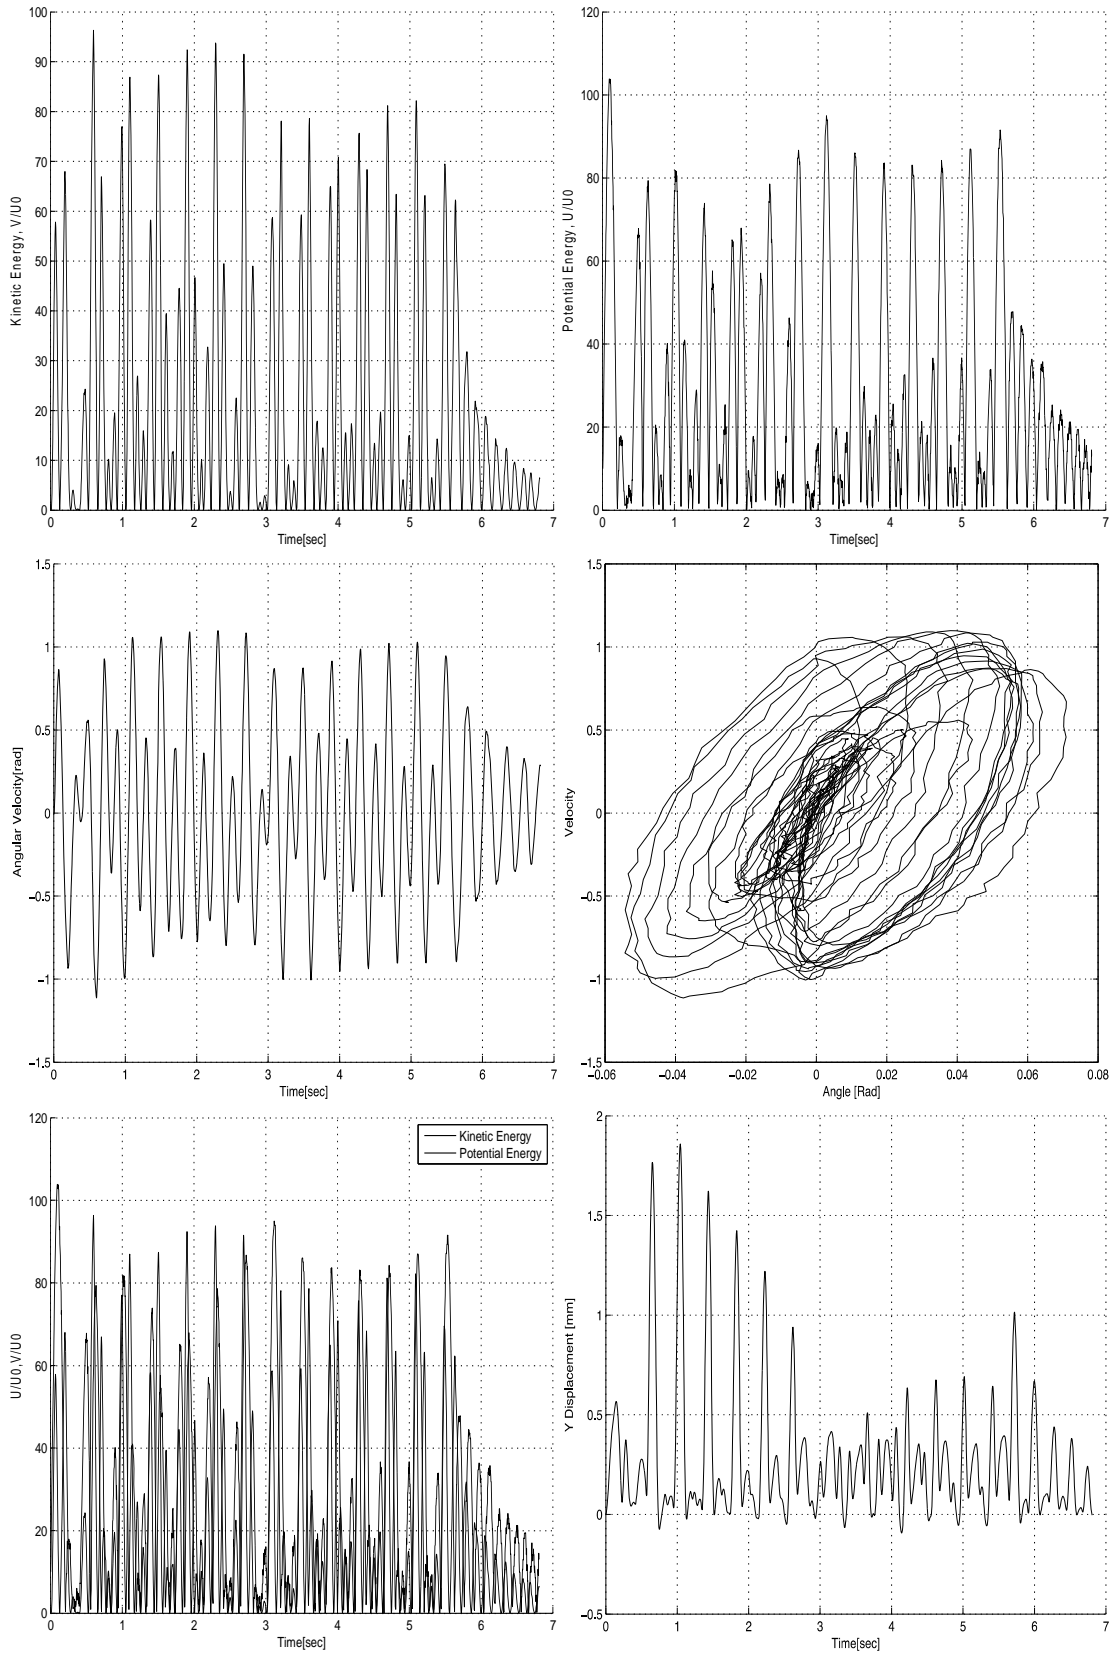 100
90
80
70
60
50
40
30
20
10
0
Kinetic Energy, V/U0
0 1 2 3 4 5 6 7
Time[sec]
120
100
80
60
40
20
0
Potential Energy, U/U0
0 1 2 3 4 5 6 7
Time[sec]
1.5
1
0.5
0
−0.5
−1
−1.5
Angular Velocity[rad]
0 1 2 3 4 5 6 7
Time[sec]
1.5
1
0.5
0
−0.5
−1
−1.5
Velocity
−0.06 −0.04 −0.02 0 0.02 0.04 0.06 0.08
Angle [Rad]
120
100
80
60
40
20
0
U/U0,V/U0
Kinetic Energy
Potential Energy
0 1 2 3 4 5 6 7
Time[sec]
2
1.5
1
0.5
0
−0.5
Y Displacement [mm]
0 1 2 3 4 5 6 7
Time[sec]